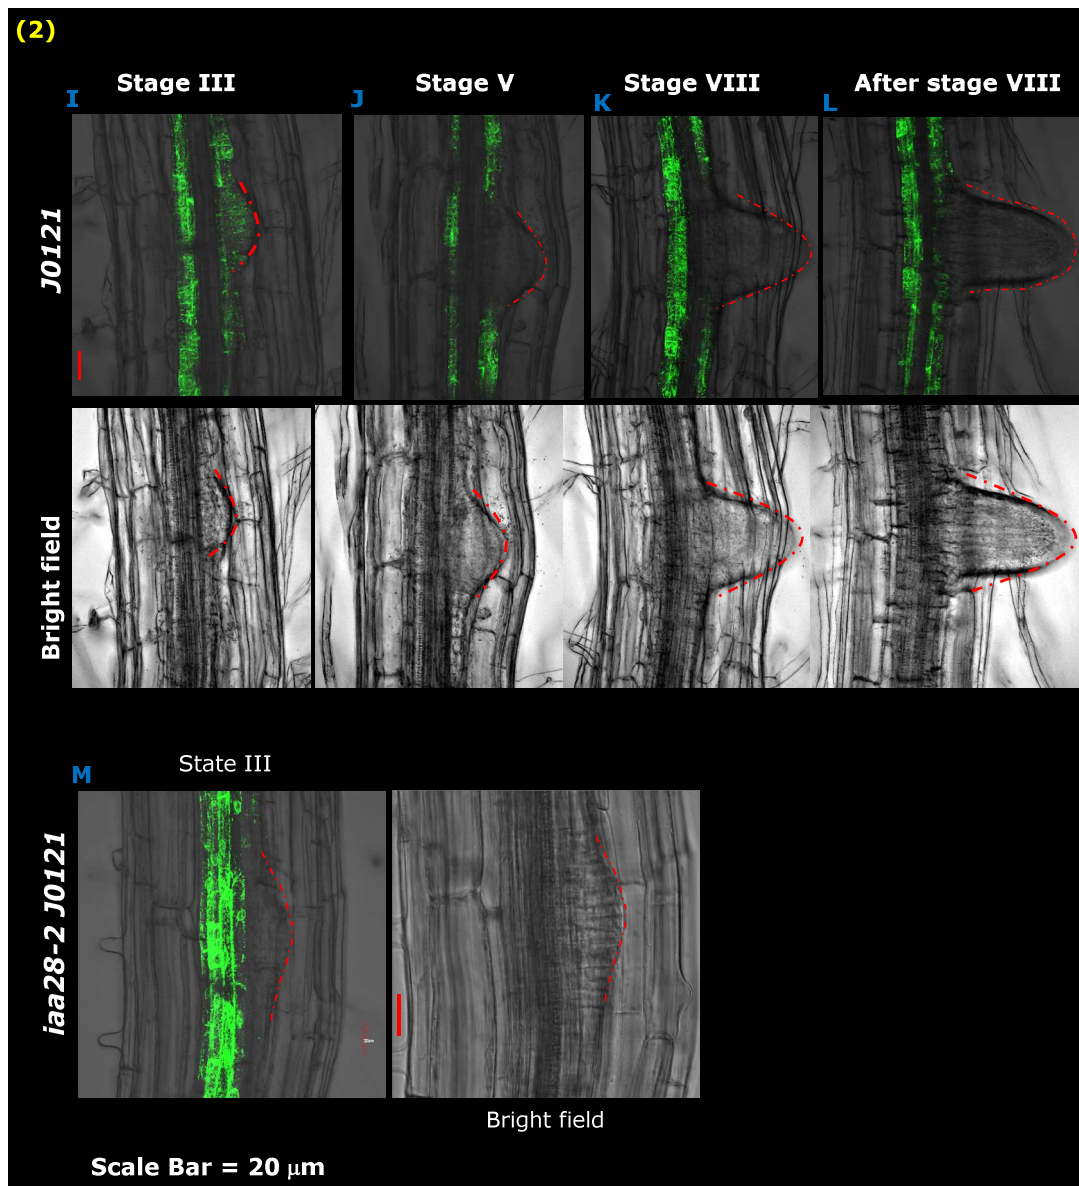 (2)
Stage III
Stage V
Stage VIII
After stage VIII
I
J
K
L
J0121
Bright field
State III
M
iaa28-2 J0121
Bright field
Scale Bar = 20 μm